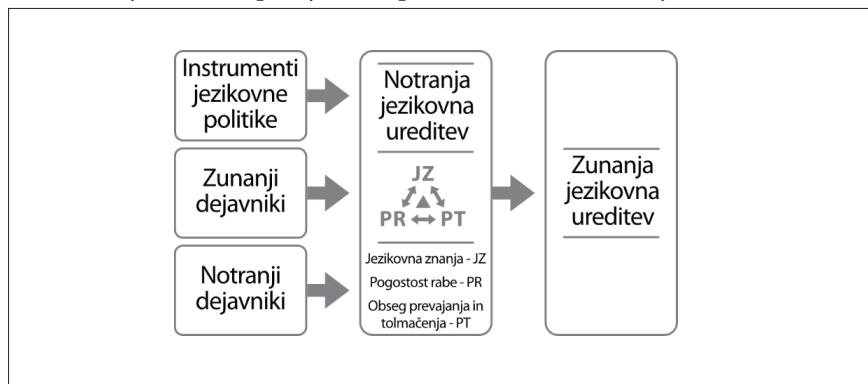 Instrumenti
jezikovne
politike
Zunanji
dejavniki
Notranji
dejavniki
Notranja
jezikovna
ureditev
JZ
PR PT
Jezikovna znanja - JZ
Pogostost rabe - PR
Obseg prevajanja in
tolmačenja - PT
Zunanja
jezikovna
ureditev